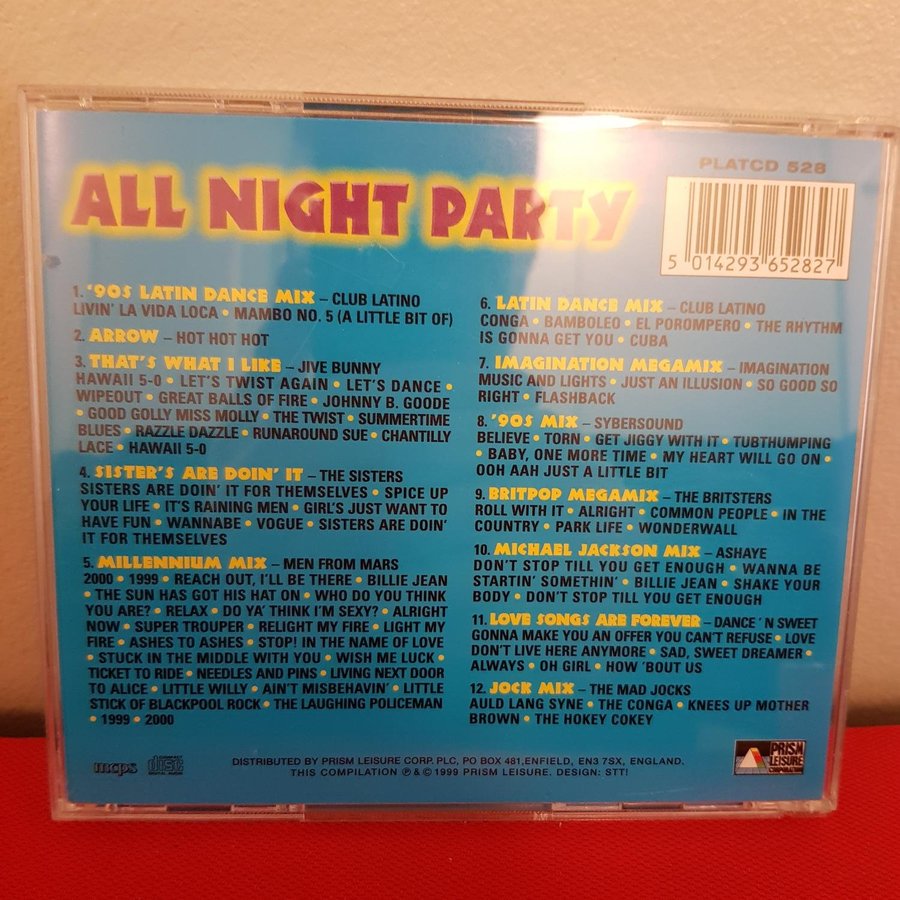 ALL NIGHT PARTY
PLATCD 528
5 014293 652827
1. '90S LATIN DANCE MIX – CLUB LATINO
LIVIN' LA VIDA LOCA • MAMBO NO. 5 (A LITTLE BIT OF)
2. ARROW – HOT HOT HOT
3. THAT'S WHAT I LIKE – JIVE BUNNY
HAWAII 5-0 • LET'S TWIST AGAIN • LET'S DANCE •
WIPEOUT • GREAT BALLS OF FIRE • JOHNNY B. GOODE
• GOOD GOLLY MISS MOLLY • THE TWIST • SUMMERTIME
BLUES • RAZZLE DAZZLE • RUNAROUND SUE • CHANTILLY
LACE • HAWAII 5-0
4. SISTER'S ARE DOIN' IT – THE SISTERS
SISTERS ARE DOIN' IT FOR THEMSELVES • SPICE UP
YOUR LIFE • IT'S RAINING MEN • GIRL'S JUST WANT TO
HAVE FUN • WANNABE • VOGUE • SISTERS ARE DOIN'
IT FOR THEMSELVES
5. MILLENNIUM MIX – MEN FROM MARS
2000 • 1999 • REACH OUT, I'LL BE THERE • BILLIE JEAN
• THE SUN HAS GOT HIS HAT ON • WHO DO YOU THINK
YOU ARE? • RELAX • DO YA' THINK I'M SEXY? • ALRIGHT
NOW • SUPER TROUPER • RELIGHT MY FIRE • LIGHT MY
FIRE • ASHES TO ASHES • STOP! IN THE NAME OF LOVE
• STUCK IN THE MIDDLE WITH YOU • WISH ME LUCK •
TICKET TO RIDE • NEEDLES AND PINS • LIVING NEXT DOOR
TO ALICE • LITTLE WILLY • AIN'T MISBEHAVIN' • LITTLE
STICK OF BLACKPOOL ROCK • THE LAUGHING POLICEMAN
• 1999 • 2000
6. LATIN DANCE MIX – CLUB LATINO
CONGA • BAMBOLEO • EL POROMPERO • THE RHYTHM
IS GONNA GET YOU • CUBA
7. IMAGINATION MEGAMIX – IMAGINATION
MUSIC AND LIGHTS • JUST AN ILLUSION • SO GOOD SO
RIGHT • FLASHBACK
8. '90S MIX – SYBERSOUND
BELIEVE • TORN • GET JIGGY WITH IT • TUBTHUMPING
• BABY, ONE MORE TIME • MY HEART WILL GO ON •
OOH AAH JUST A LITTLE BIT
9. BRITPOP MEGAMIX – THE BRITSTERS
ROLL WITH IT • ALRIGHT • COMMON PEOPLE • IN THE
COUNTRY • PARK LIFE • WONDERWALL
10. MICHAEL JACKSON MIX – ASHAYE
DON'T STOP TILL YOU GET ENOUGH • WANNA BE
STARTIN' SOMETHIN' • BILLIE JEAN • SHAKE YOUR
BODY • DON'T STOP TILL YOU GET ENOUGH
11. LOVE SONGS ARE FOREVER – DANCE 'N SWEET
GONNA MAKE YOU AN OFFER YOU CAN'T REFUSE • LOVE
DON'T LIVE HERE ANYMORE • SAD, SWEET DREAMER •
ALWAYS • OH GIRL • HOW 'BOUT US
12. JOCK MIX – THE MAD JOCKS
AULD LANG SYNE • THE CONGA • KNEES UP MOTHER
BROWN • THE HOKEY COKEY
mcps
COMPACT
disc
DIGITAL AUDIO
DISTRIBUTED BY PRISM LEISURE CORP. PLC, PO BOX 481, ENFIELD, EN3 7SX, ENGLAND.
THIS COMPILATION ℗ & © 1999 PRISM LEISURE. DESIGN: STT!
PRISM
LEISURE
CORPORATION